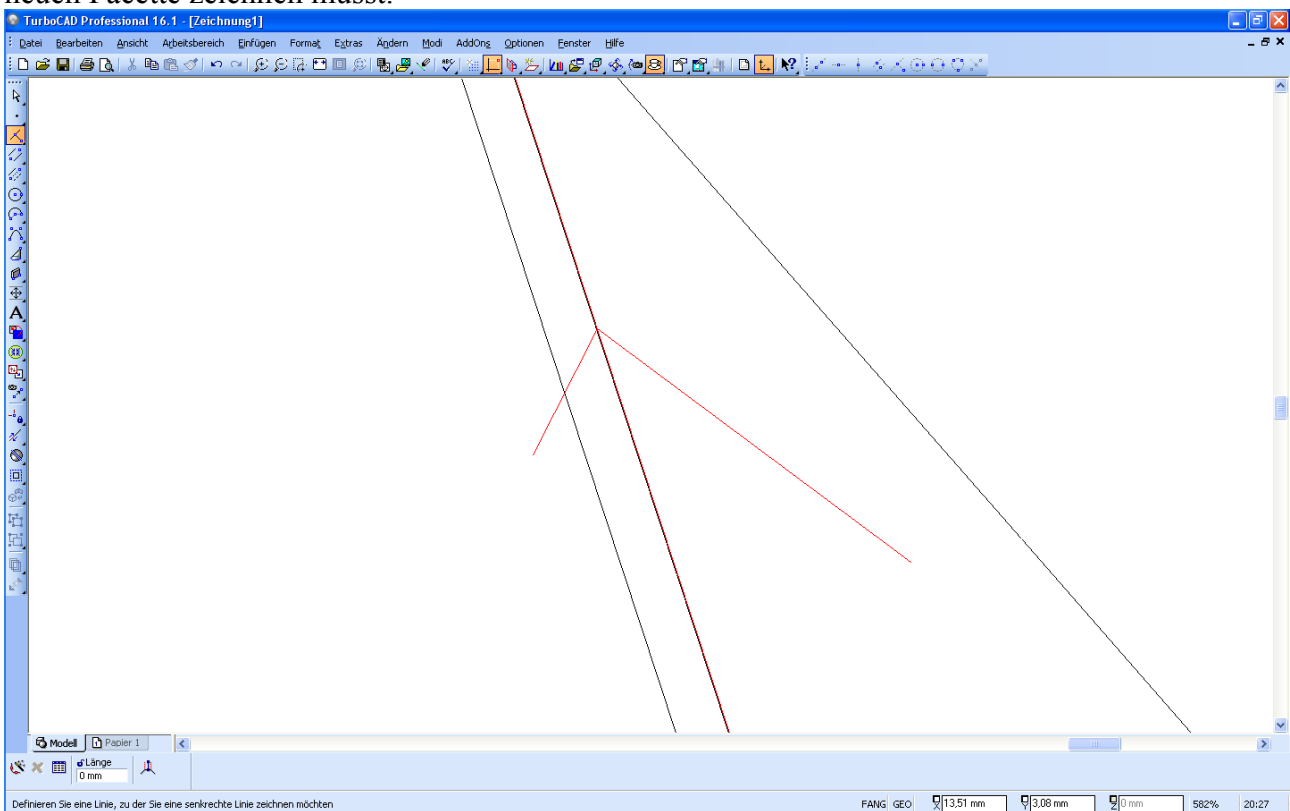 neuen Facette zeichnen musst.
TurboCAD Professional 16.1 - [Zeichnung1]
Datei Bearbeiten Ansicht Arbeitsbereich Einfügen Format Extras Ändern Modi AddOns Optionen Fenster Hilfe
Modell Papier 1
Länge
0 mm
Definieren Sie eine Linie, zu der Sie eine senkrechte Linie zeichnen möchten FANG GEO X 13,51 mm Y 3,08 mm Z 0 mm 582% 20:27